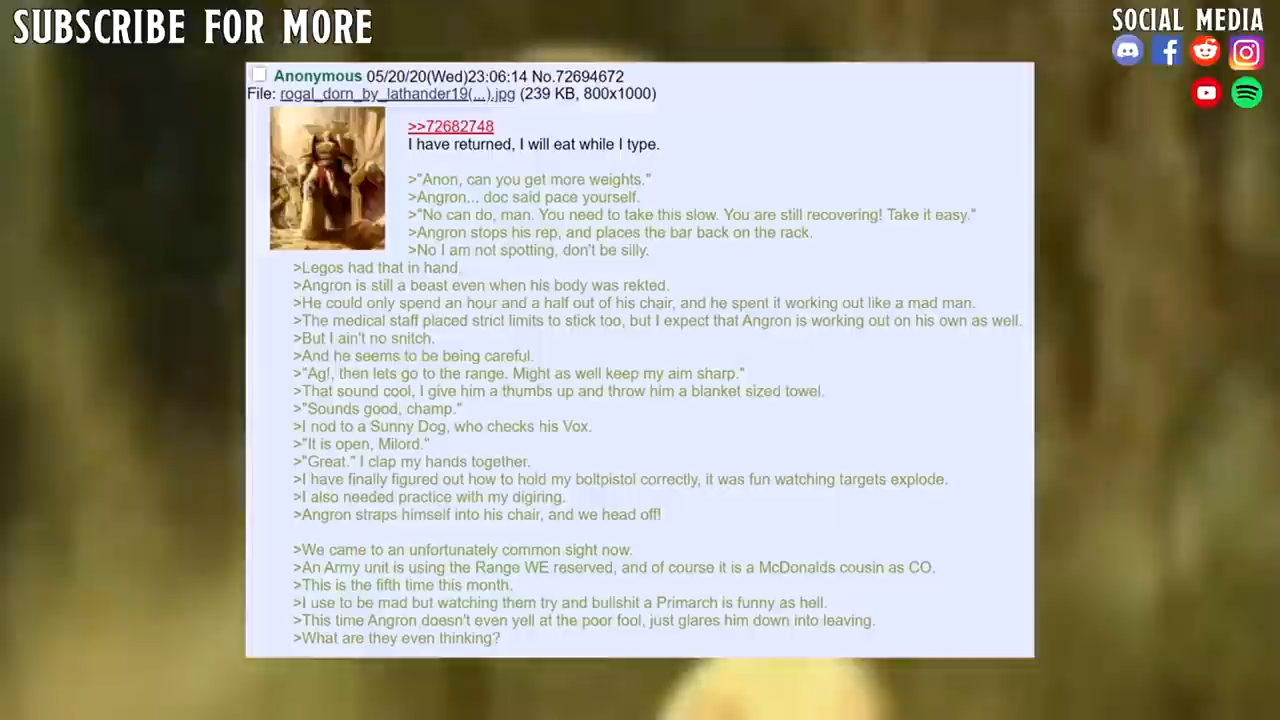 SUBSCRIBE FOR MORE
SOCIAL MEDIA
Anonymous 05/20/20(Wed)23:06:14 No.72694672
File: rogal_dorn_by_lathander19(...).jpg (239 KB, 800x1000)
>>72682748
I have returned, I will eat while I type.
>"Anon, can you get more weights."
>Angron... doc said pace yourself.
>"No can do, man. You need to take this slow. You are still recovering! Take it easy."
>Angron stops his rep, and places the bar back on the rack.
>No I am not spotting, don't be silly.
>Legos had that in hand.
>Angron is still a beast even when his body was rekted.
>He could only spend an hour and a half out of his chair, and he spent it working out like a mad man.
>The medical staff placed strict limits to stick too, but I expect that Angron is working out on his own as well.
>But I ain't no snitch.
>And he seems to be being careful.
>"Ag!, then lets go to the range. Might as well keep my aim sharp."
>That sound cool, I give him a thumbs up and throw him a blanket sized towel.
>"Sounds good, champ."
>I nod to a Sunny Dog, who checks his Vox.
>"It is open, Milord."
>"Great." I clap my hands together.
>I have finally figured out how to hold my boltpistol correctly, it was fun watching targets explode.
>I also needed practice with my digiring.
>Angron straps himself into his chair, and we head off!
>We came to an unfortunately common sight now.
>An Army unit is using the Range WE reserved, and of course it is a McDonalds cousin as CO.
>This is the fifth time this month.
>I use to be mad but watching them try and bullshit a Primarch is funny as hell.
>This time Angron doesn't even yell at the poor fool, just glares him down into leaving.
>What are they even thinking?